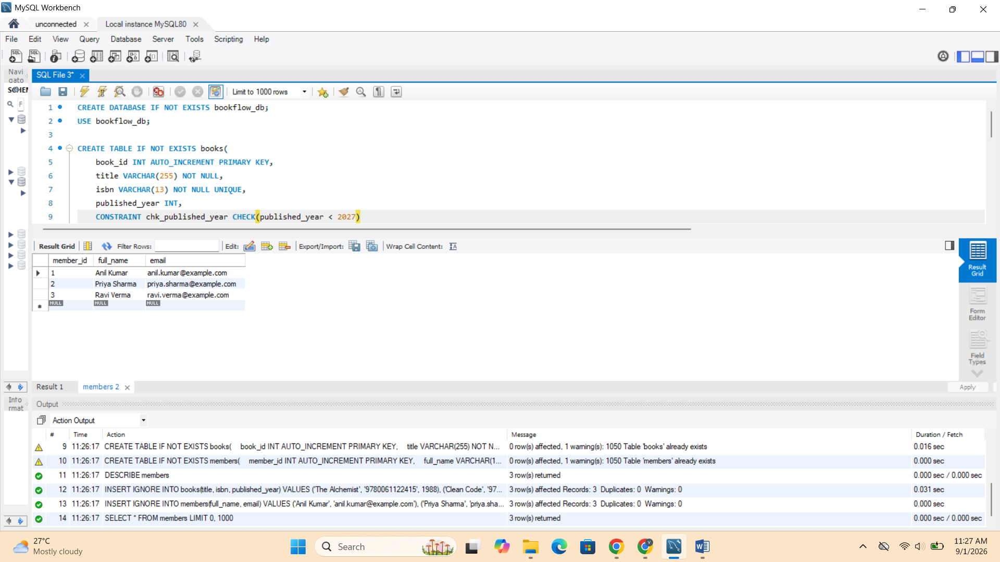 MySQL Workbench
unconnected
Local instance MySQL80
File Edit View Query Database Server Tools Scripting Help
Navi
gato
SQL File 3*
Limit to 1000 rows
F
1 CREATE DATABASE IF NOT EXISTS bookflow_db;
2 USE bookflow_db;
3
4 CREATE TABLE IF NOT EXISTS books(
5 book_id INT AUTO_INCREMENT PRIMARY KEY,
6 title VARCHAR(255) NOT NULL,
7 isbn VARCHAR(13) NOT NULL UNIQUE,
8 published_year INT,
9 CONSTRAINT chk_published_year CHECK(published_year < 2027)
Result Grid Filter Rows: Edit: Export/Import: Wrap Cell Content:
member_id full_name email
1 Anil Kumar anil.kumar@example.com
2 Priya Sharma priya.sharma@example.com
3 Ravi Verma ravi.verma@example.com
NULL NULL NULL
Result
Grid
Form
Editor
Field
Types
Result 1 members 2 Apply
Info
rmat
Output
Action Output
# Time Action Message Duration / Fetch
9 11:26:17 CREATE TABLE IF NOT EXISTS books( book_id INT AUTO_INCREMENT PRIMARY KEY, title VARCHAR(255) NOT N... 0 row(s) affected, 1 warning(s): 1050 Table 'books' already exists 0.016 sec
10 11:26:17 CREATE TABLE IF NOT EXISTS members( member_id INT AUTO_INCREMENT PRIMARY KEY, full_name VARCHAR(1... 0 row(s) affected, 1 warning(s): 1050 Table 'members' already exists 0.000 sec
11 11:26:17 DESCRIBE members 3 row(s) returned 0.000 sec / 0.000 sec
12 11:26:17 INSERT IGNORE INTO books(title, isbn, published_year) VALUES ('The Alchemist', '9780061122415', 1988), ('Clean Code', '97... 3 row(s) affected Records: 3 Duplicates: 0 Warnings: 0 0.031 sec
13 11:26:17 INSERT IGNORE INTO members(full_name, email) VALUES ('Anil Kumar', 'anil.kumar@example.com'), ('Priya Sharma', 'priya.sha... 3 row(s) affected Records: 3 Duplicates: 0 Warnings: 0 0.000 sec
14 11:26:17 SELECT * FROM members LIMIT 0, 1000 3 row(s) returned 0.000 sec / 0.000 sec
27°C
Mostly cloudy
Search
11:27 AM
9/1/2026